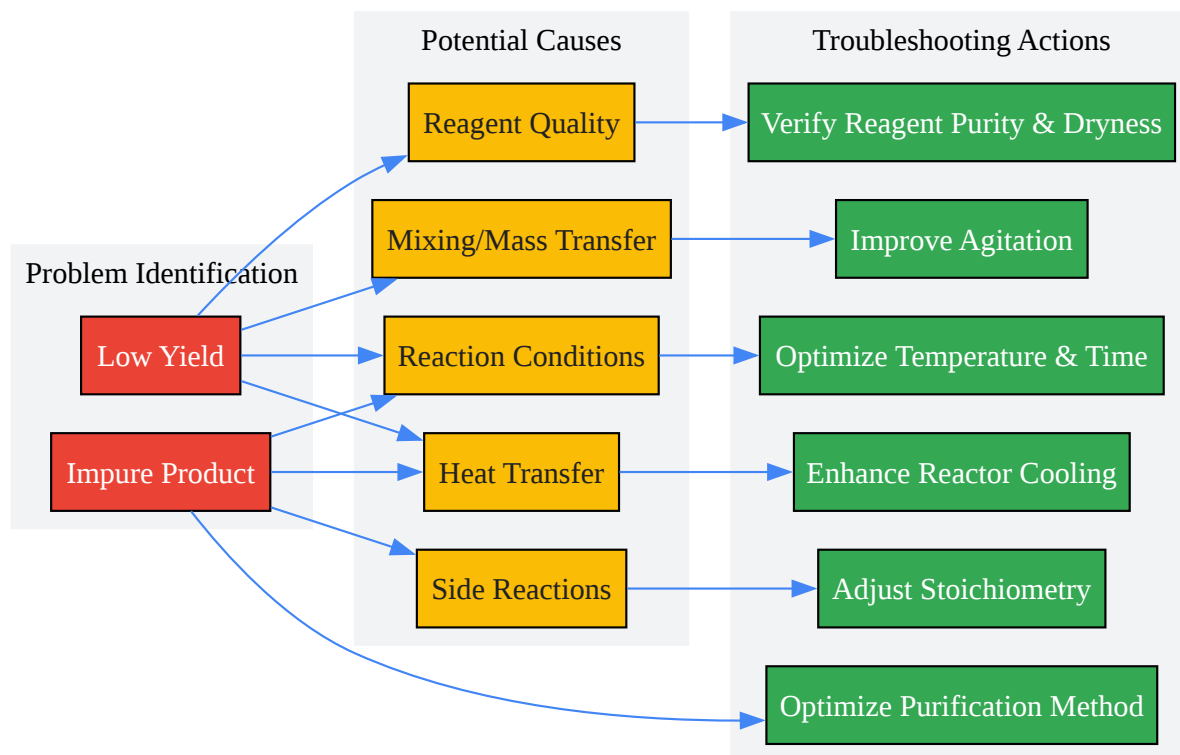 Potential Causes
Troubleshooting Actions
Reagent Quality
Verify Reagent Purity & Dryness
Mixing/Mass Transfer
Improve Agitation
Problem Identification
Low Yield
Reaction Conditions
Optimize Temperature & Time
Impure Product
Heat Transfer
Enhance Reactor Cooling
Side Reactions
Adjust Stoichiometry
Optimize Purification Method